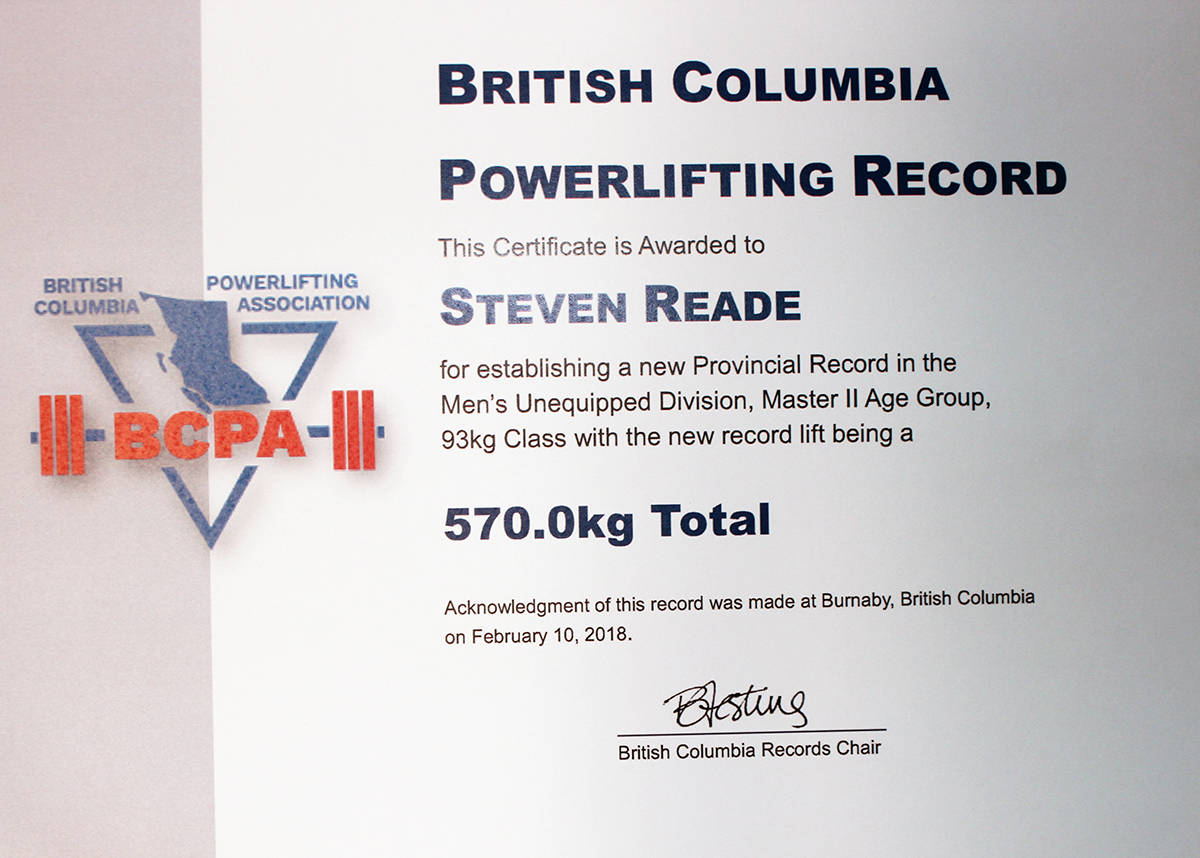 BRITISH COLUMBIA
POWERLIFTING RECORD
This Certificate is Awarded to
STEVEN READE
for establishing a new Provincial Record in the
Men's Unequipped Division, Master II Age Group,
93kg Class with the new record lift being a
570.0kg Total
Acknowledgment of this record was made at Burnaby, British Columbia
on February 10, 2018.
British Columbia Records Chair
BRITISH
COLUMBIA
POWERLIFTING
ASSOCIATION
BCPA